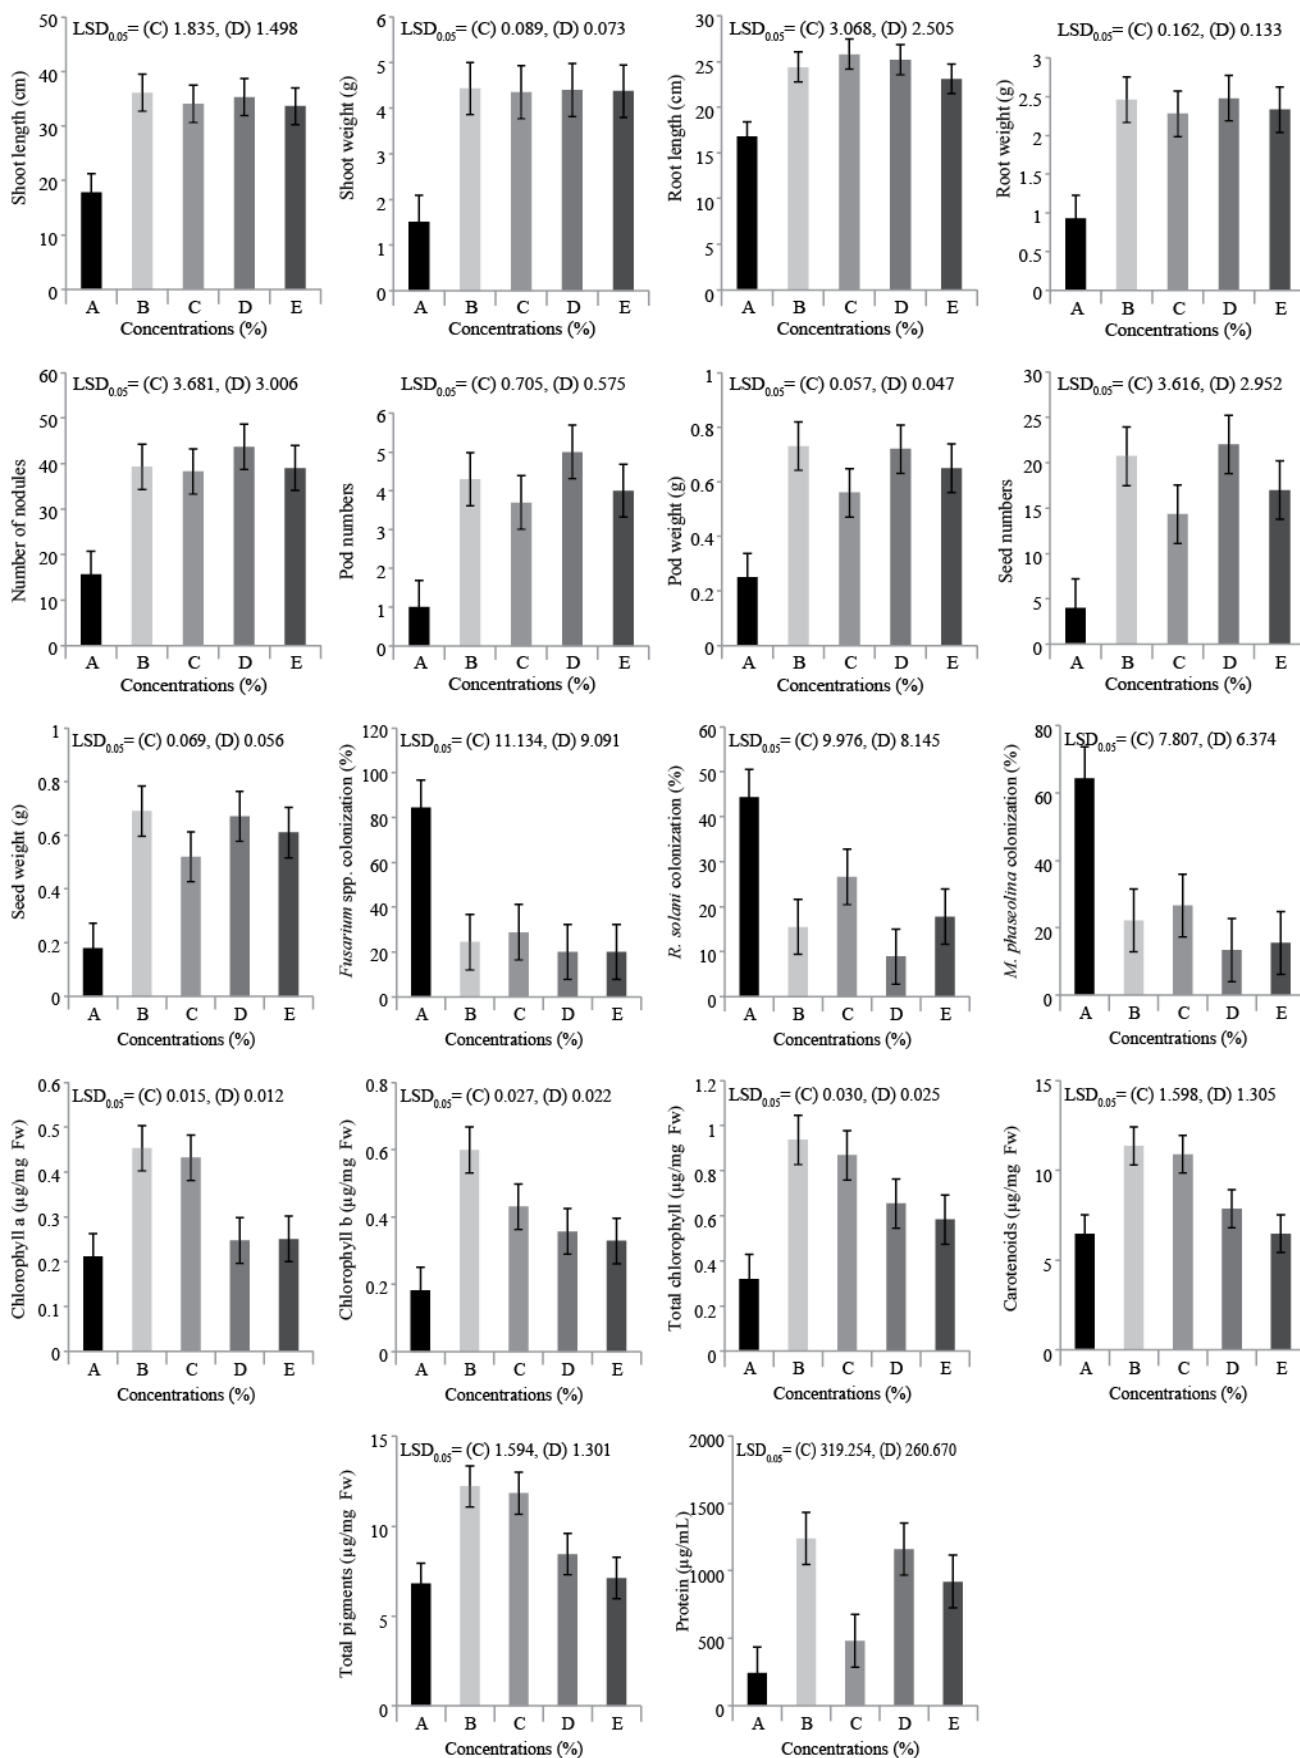 LSD0.05= (C) 1.835, (D) 1.498
Shoot length (cm)
50
40
30
20
10
0
A B C D E
Concentrations (%)
LSD0.05= (C) 0.089, (D) 0.073
Shoot weight (g)
6
5
4
3
2
1
0
A B C D E
Concentrations (%)
LSD0.05= (C) 3.068, (D) 2.505
Root length (cm)
30
25
20
15
10
5
0
A B C D E
Concentrations (%)
LSD0.05= (C) 0.162, (D) 0.133
Root weight (g)
3
2.5
2
1.5
1
0.5
0
A B C D E
Concentrations (%)
LSD0.05= (C) 3.681, (D) 3.006
Number of nodules
60
50
40
30
20
10
0
A B C D E
Concentrations (%)
LSD0.05= (C) 0.705, (D) 0.575
Pod numbers
6
5
4
3
2
1
0
A B C D E
Concentrations (%)
LSD0.05= (C) 0.057, (D) 0.047
Pod weight (g)
1
0.8
0.6
0.4
0.2
0
A B C D E
Concentrations (%)
LSD0.05= (C) 3.616, (D) 2.952
Seed numbers
30
25
20
15
10
5
0
A B C D E
Concentrations (%)
LSD0.05= (C) 0.069, (D) 0.056
Seed weight (g)
1
0.8
0.6
0.4
0.2
0
A B C D E
Concentrations (%)
LSD0.05= (C) 11.134, (D) 9.091
Fusarium spp. colonization (%)
120
100
80
60
40
20
0
A B C D E
Concentrations (%)
LSD0.05= (C) 9.976, (D) 8.145
R. solani colonization (%)
60
50
40
30
20
10
0
A B C D E
Concentrations (%)
LSD0.05= (C) 7.807, (D) 6.374
M. phaseolina colonization (%)
80
60
40
20
0
A B C D E
Concentrations (%)
LSD0.05= (C) 0.015, (D) 0.012
Chlorophyll a (µg/mg Fw)
0.6
0.5
0.4
0.3
0.2
0.1
0
A B C D E
Concentrations (%)
LSD0.05= (C) 0.027, (D) 0.022
Chlorophyll b (µg/mg Fw)
0.8
0.6
0.4
0.2
0
A B C D E
Concentrations (%)
LSD0.05= (C) 0.030, (D) 0.025
Total chlorophyll (µg/mg Fw)
1.2
1
0.8
0.6
0.4
0.2
0
A B C D E
Concentrations (%)
LSD0.05= (C) 1.598, (D) 1.305
Carotenoids (µg/mg Fw)
15
10
5
0
A B C D E
Concentrations (%)
LSD0.05= (C) 1.594, (D) 1.301
Total pigments (µg/mg Fw)
15
10
5
0
A B C D E
Concentrations (%)
LSD0.05= (C) 319.254, (D) 260.670
Protein (µg/mL)
2000
1500
1000
500
0
A B C D E
Concentrations (%)